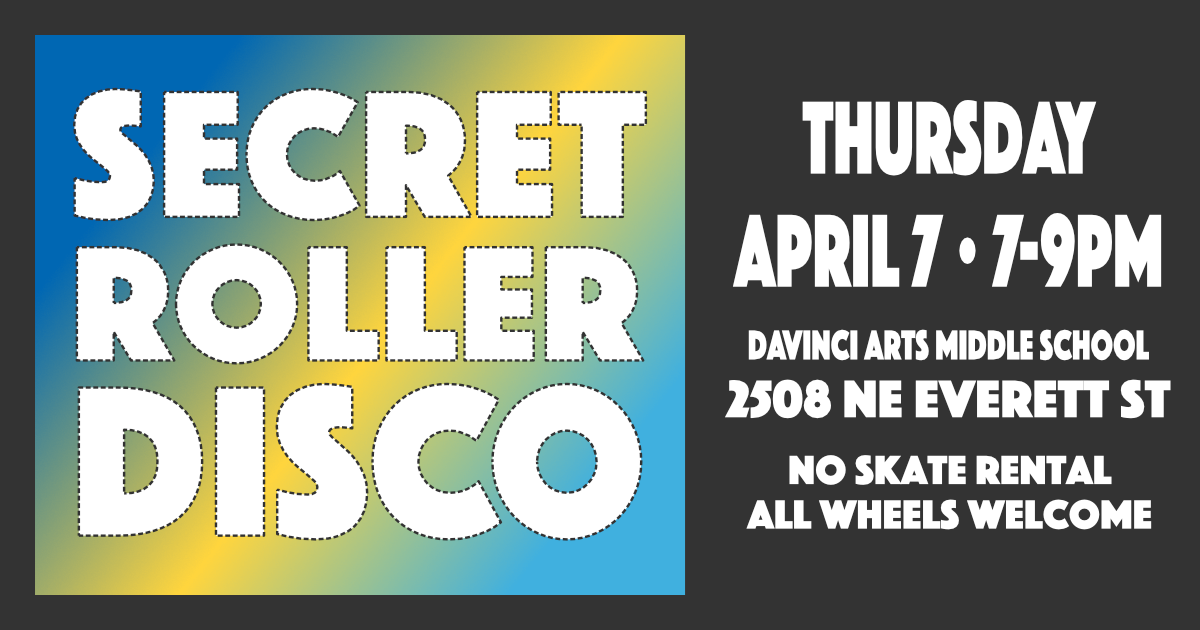 SECRET
ROLLER
DISCO
THURSDAY
APRIL 7 • 7-9PM
DAVINCI ARTS MIDDLE SCHOOL
2508 NE EVERETT ST
NO SKATE RENTAL
ALL WHEELS WELCOME